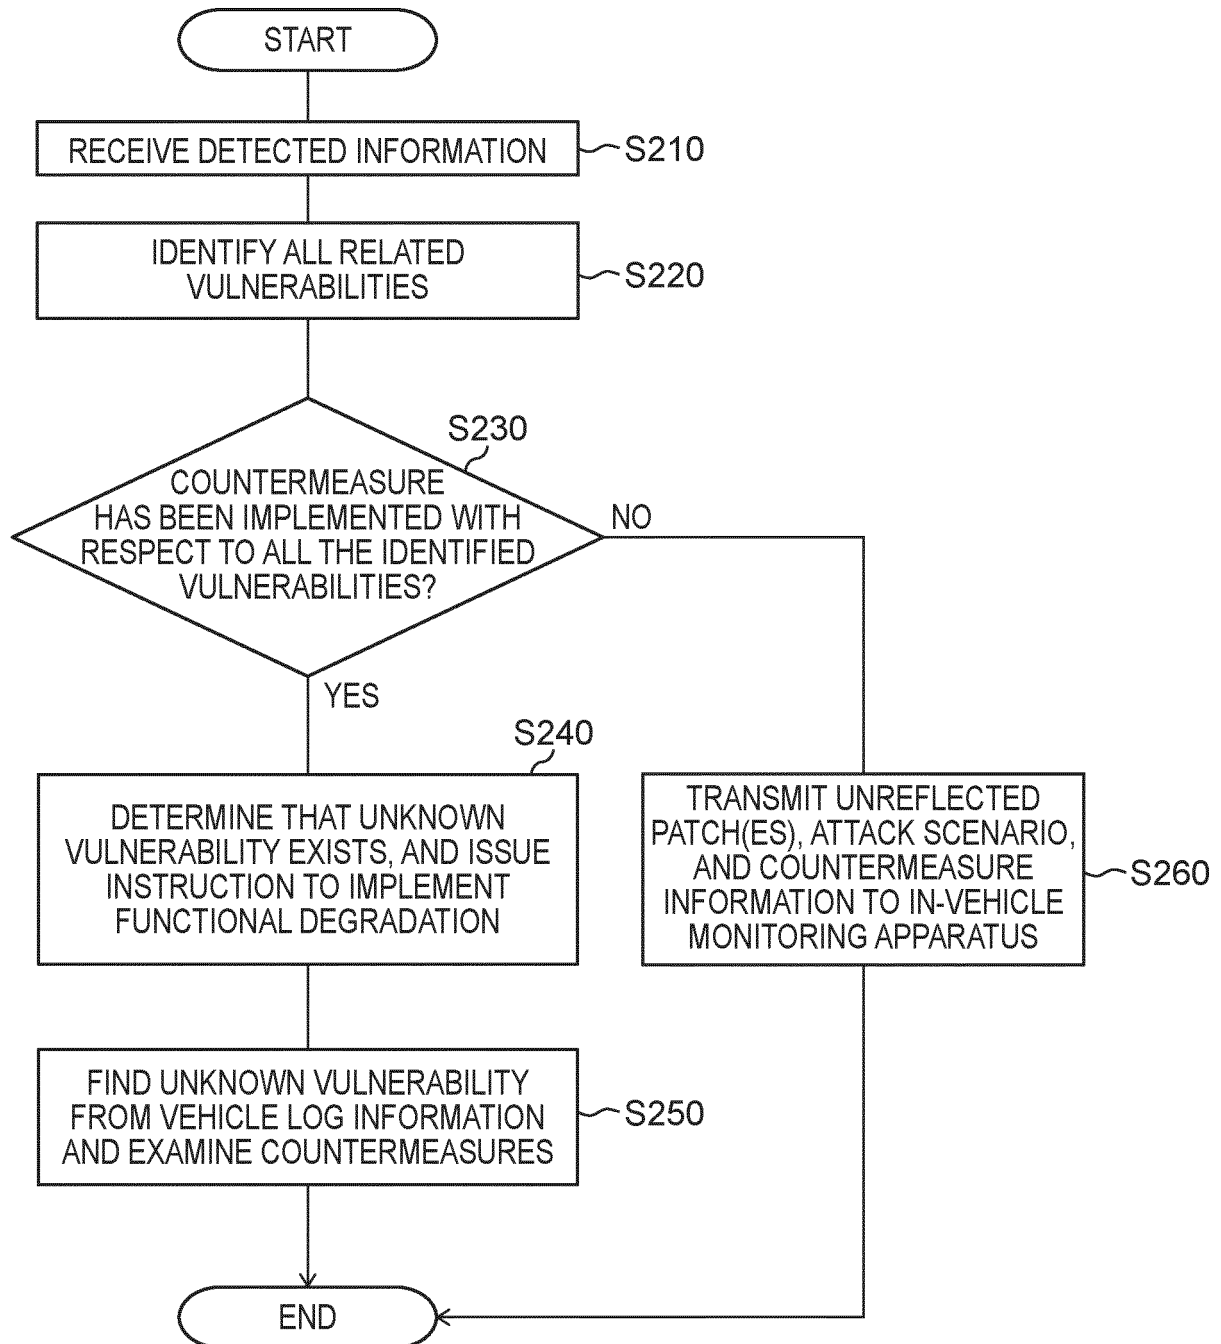 START
RECEIVE DETECTED INFORMATION
S210
IDENTIFY ALL RELATED
VULNERABILITIES
S220
S230
COUNTERMEASURE
HAS BEEN IMPLEMENTED WITH
RESPECT TO ALL THE IDENTIFIED
VULNERABILITIES?
NO
YES
S240
DETERMINE THAT UNKNOWN
VULNERABILITY EXISTS, AND ISSUE
INSTRUCTION TO IMPLEMENT
FUNCTIONAL DEGRADATION
TRANSMIT UNREFLECTED
PATCH(ES), ATTACK SCENARIO,
AND COUNTERMEASURE
INFORMATION TO IN-VEHICLE
MONITORING APPARATUS
S260
FIND UNKNOWN VULNERABILITY
FROM VEHICLE LOG INFORMATION
AND EXAMINE COUNTERMEASURES
S250
END